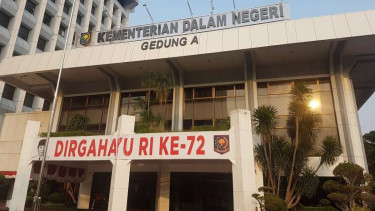 KEMENTERIAN DALAM NEGERI
GEDUNG A
DIRGAHAYU RI KE-72